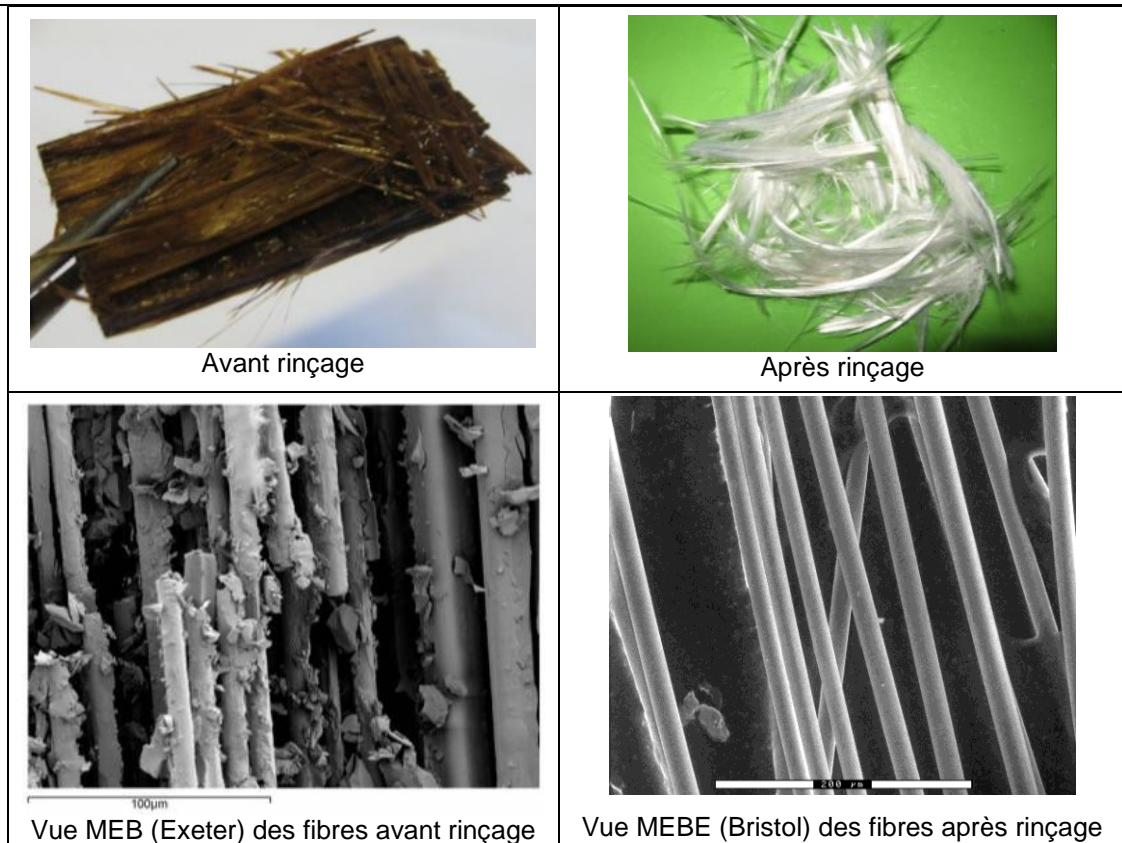 Avant rinçage
Après rinçage
100µm
200 µm
Vue MEB (Exeter) des fibres avant rinçage
Vue MEBE (Bristol) des fibres après rinçage